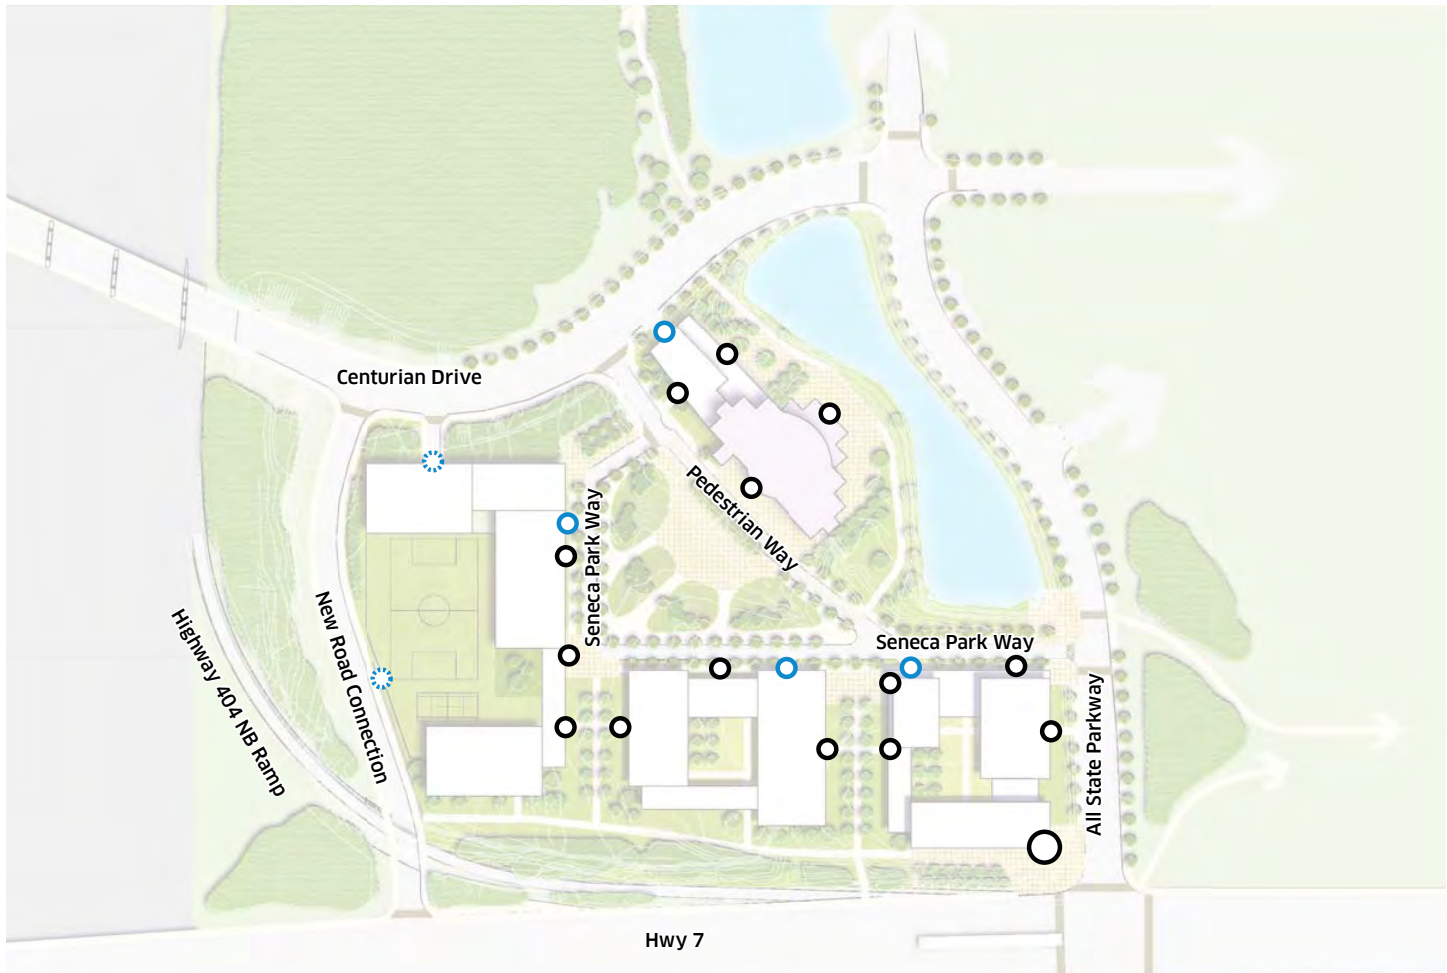 Centurian Drive
Pedestrian Way
Seneca Park Way
New Road Connection
Highway 404 NB Ramp
Seneca Park Way
All State Parkway
Hwy 7